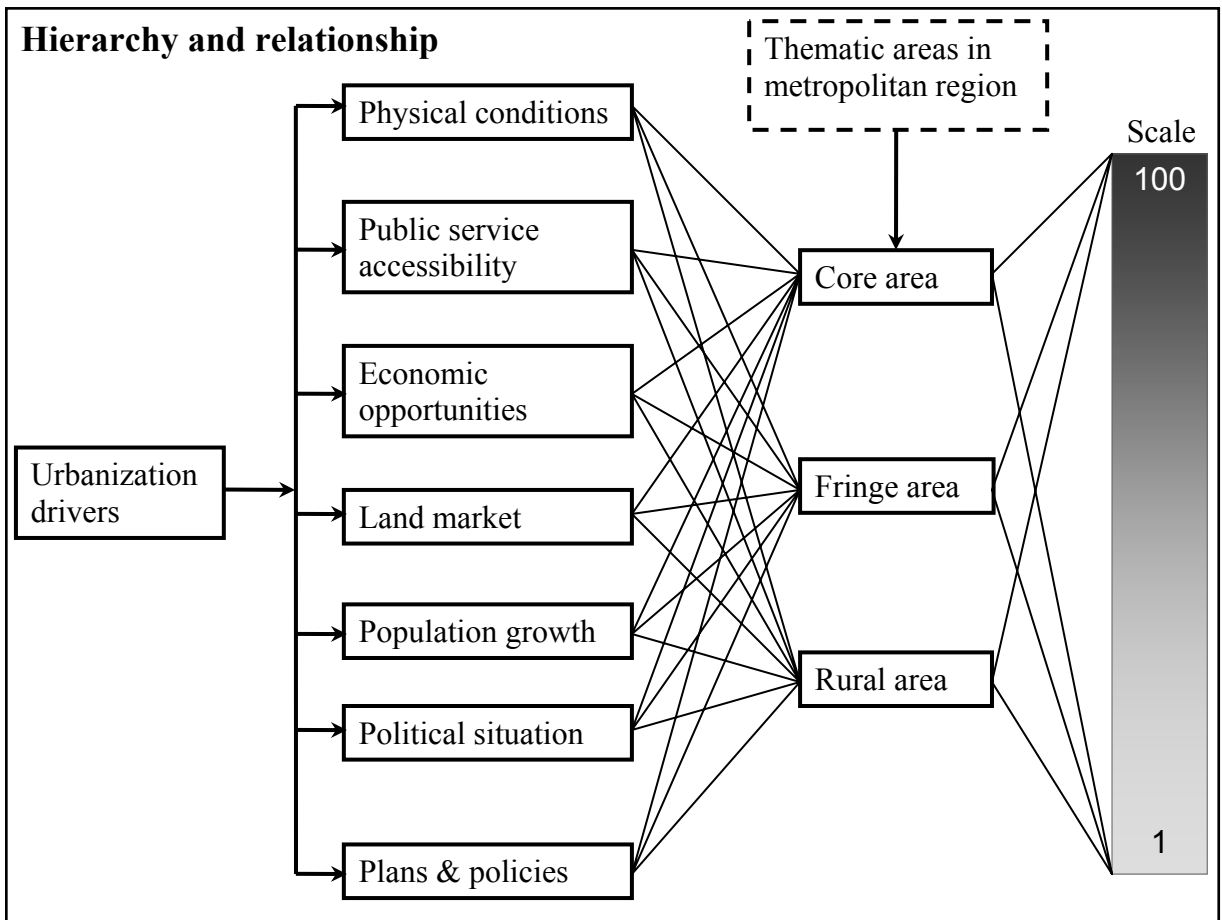 Hierarchy and relationship
Thematic areas in
metropolitan region
Scale
100
1
Urbanization
drivers
Physical conditions
Public service
accessibility
Economic
opportunities
Land market
Population growth
Political situation
Plans & policies
Core area
Fringe area
Rural area